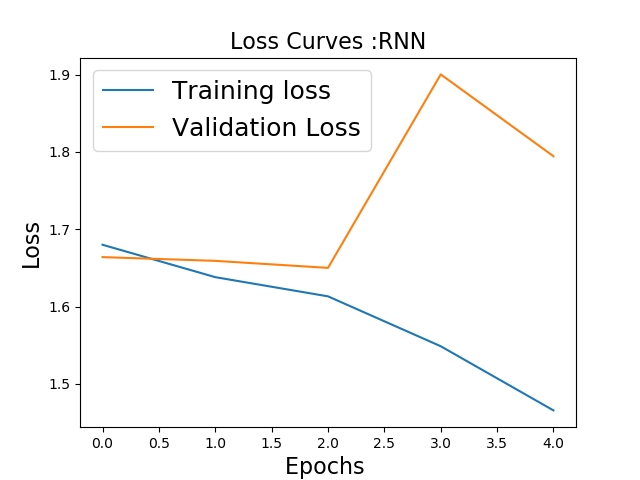 Loss Curves :RNN
Training loss
Validation Loss
Loss
1.9
1.8
1.7
1.6
1.5
0.0 0.5 1.0 1.5 2.0 2.5 3.0 3.5 4.0
Epochs